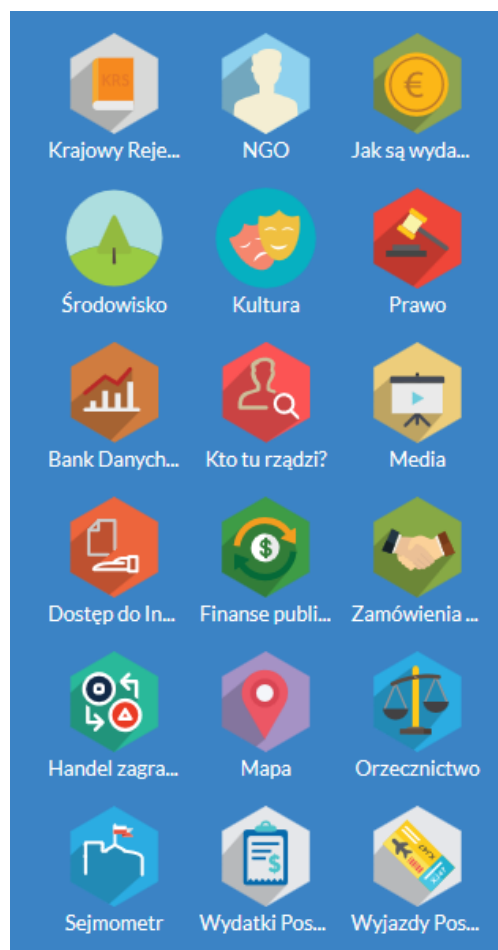 KRS
Krajowy Reje...
NGO
Jak są wyda...
Środowisko
Kultura
Prawo
Bank Danych...
Kto tu rządzi?
Media
Dostęp do In...
Finanse publi...
Zamówienia ...
Handel zagra...
Mapa
Orzecznictwo
Sejmometr
Wydatki Pos...
Wyjazdy Pos...